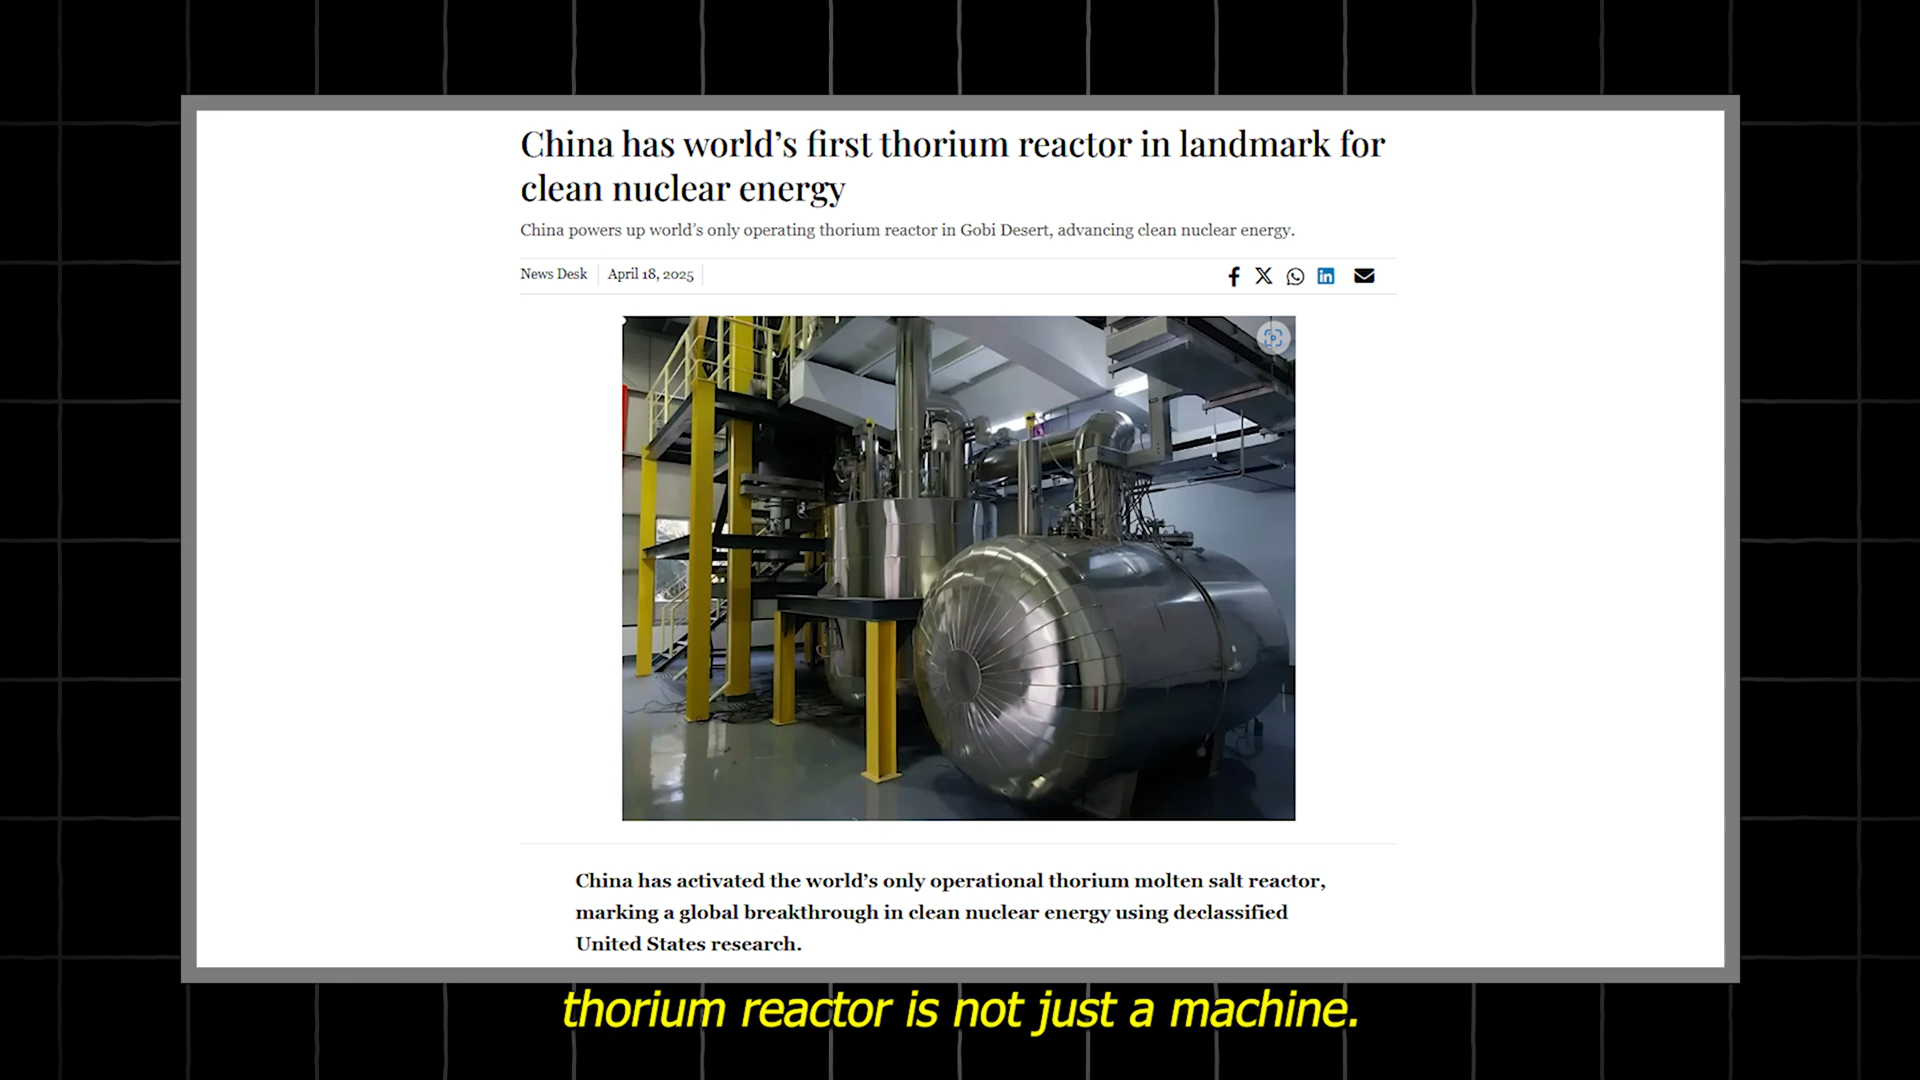 China has world’s first thorium reactor in landmark for
clean nuclear energy
China powers up world’s only operating thorium reactor in Gobi Desert, advancing clean nuclear energy.
News Desk April 18, 2025
China has activated the world’s only operational thorium molten salt reactor,
marking a global breakthrough in clean nuclear energy using declassified
United States research.
thorium reactor is not just a machine.